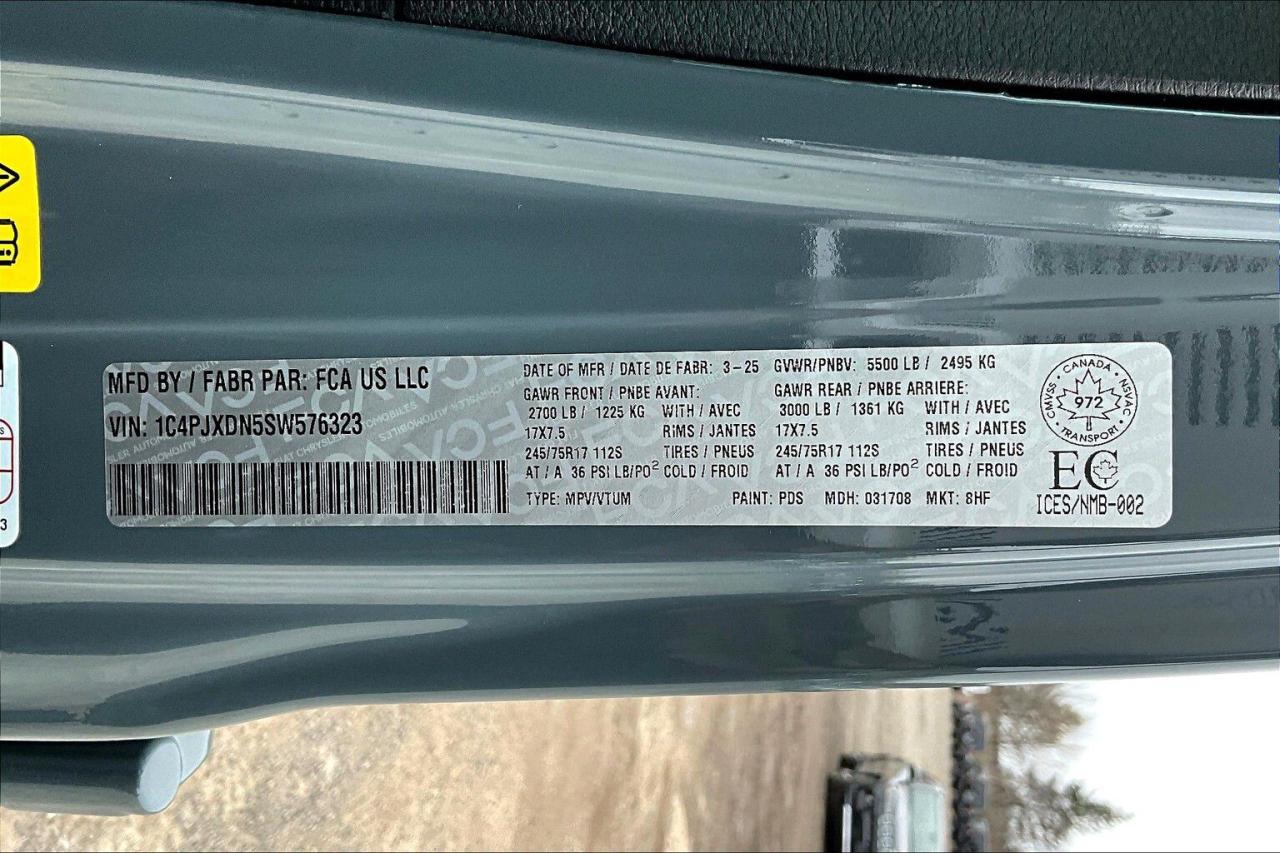 MFD BY / FABR PAR: FCA US LLC
VIN: 1C4PJXDN5SW576323
DATE OF MFR / DATE DE FABR: 3-25 GVWR/PNBV: 5500 LB / 2495 KG
GAWR FRONT / PNBE AVANT: GAWR REAR / PNBE ARRIERE:
2700 LB / 1225 KG WITH / AVEC 3000 LB / 1361 KG WITH / AVEC
17X7.5 RIMS / JANTES 17X7.5 RIMS / JANTES
245/75R17 112S TIRES / PNEUS 245/75R17 112S TIRES / PNEUS
AT / A 36 PSI LB/PO² COLD / FROID AT / A 36 PSI LB/PO² COLD / FROID
TYPE: MPV/VTUM PAINT: PDS MDH: 031708 MKT: 8HF
CMVSS • CANADA • NSVAC • TRANSPORT •
972
EC
ICES/NMB-002
3